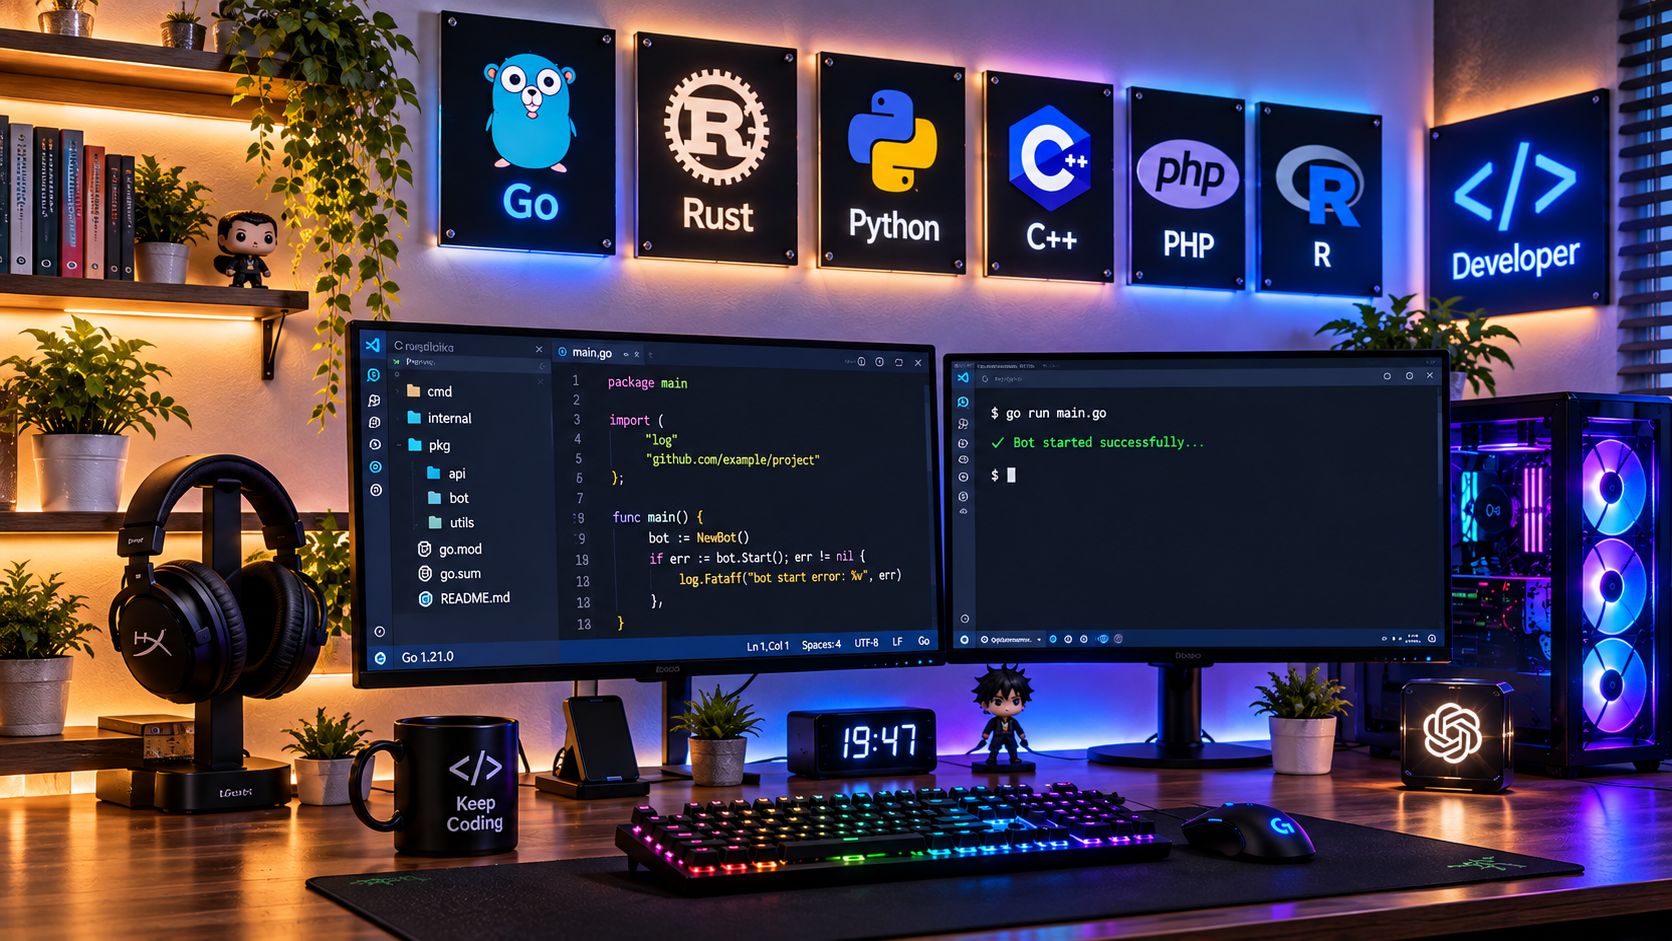 Go
Rust
Python
C++
php
PHP
R
</>
Developer
main.go
cmd
internal
pkg
api
bot
utils
go.mod
go.sum
README.md
Go 1.21.0
1 package main
2
3 import (
4 "log"
5 "github.com/example/project"
6 );
7
func main() {
9 bot := NewBot()
if err := bot.Start(); err != nil {
13 log.Fataff("bot start error: %v", err)
13 },
13 }
Ln 1, Col 1 Spaces: 4 UTF-8 LF Go
$ go run main.go
✓ Bot started successfully...
$
HX
</>
Keep
Coding
19:47
G